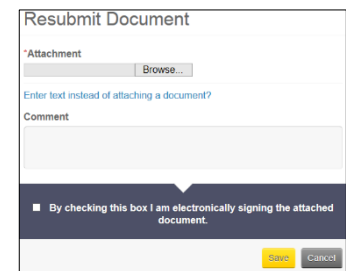 Resubmit Document
*Attachment
Browse...
Enter text instead of attaching a document?
Comment
By checking this box I am electronically signing the attached
document.
Save Cancel